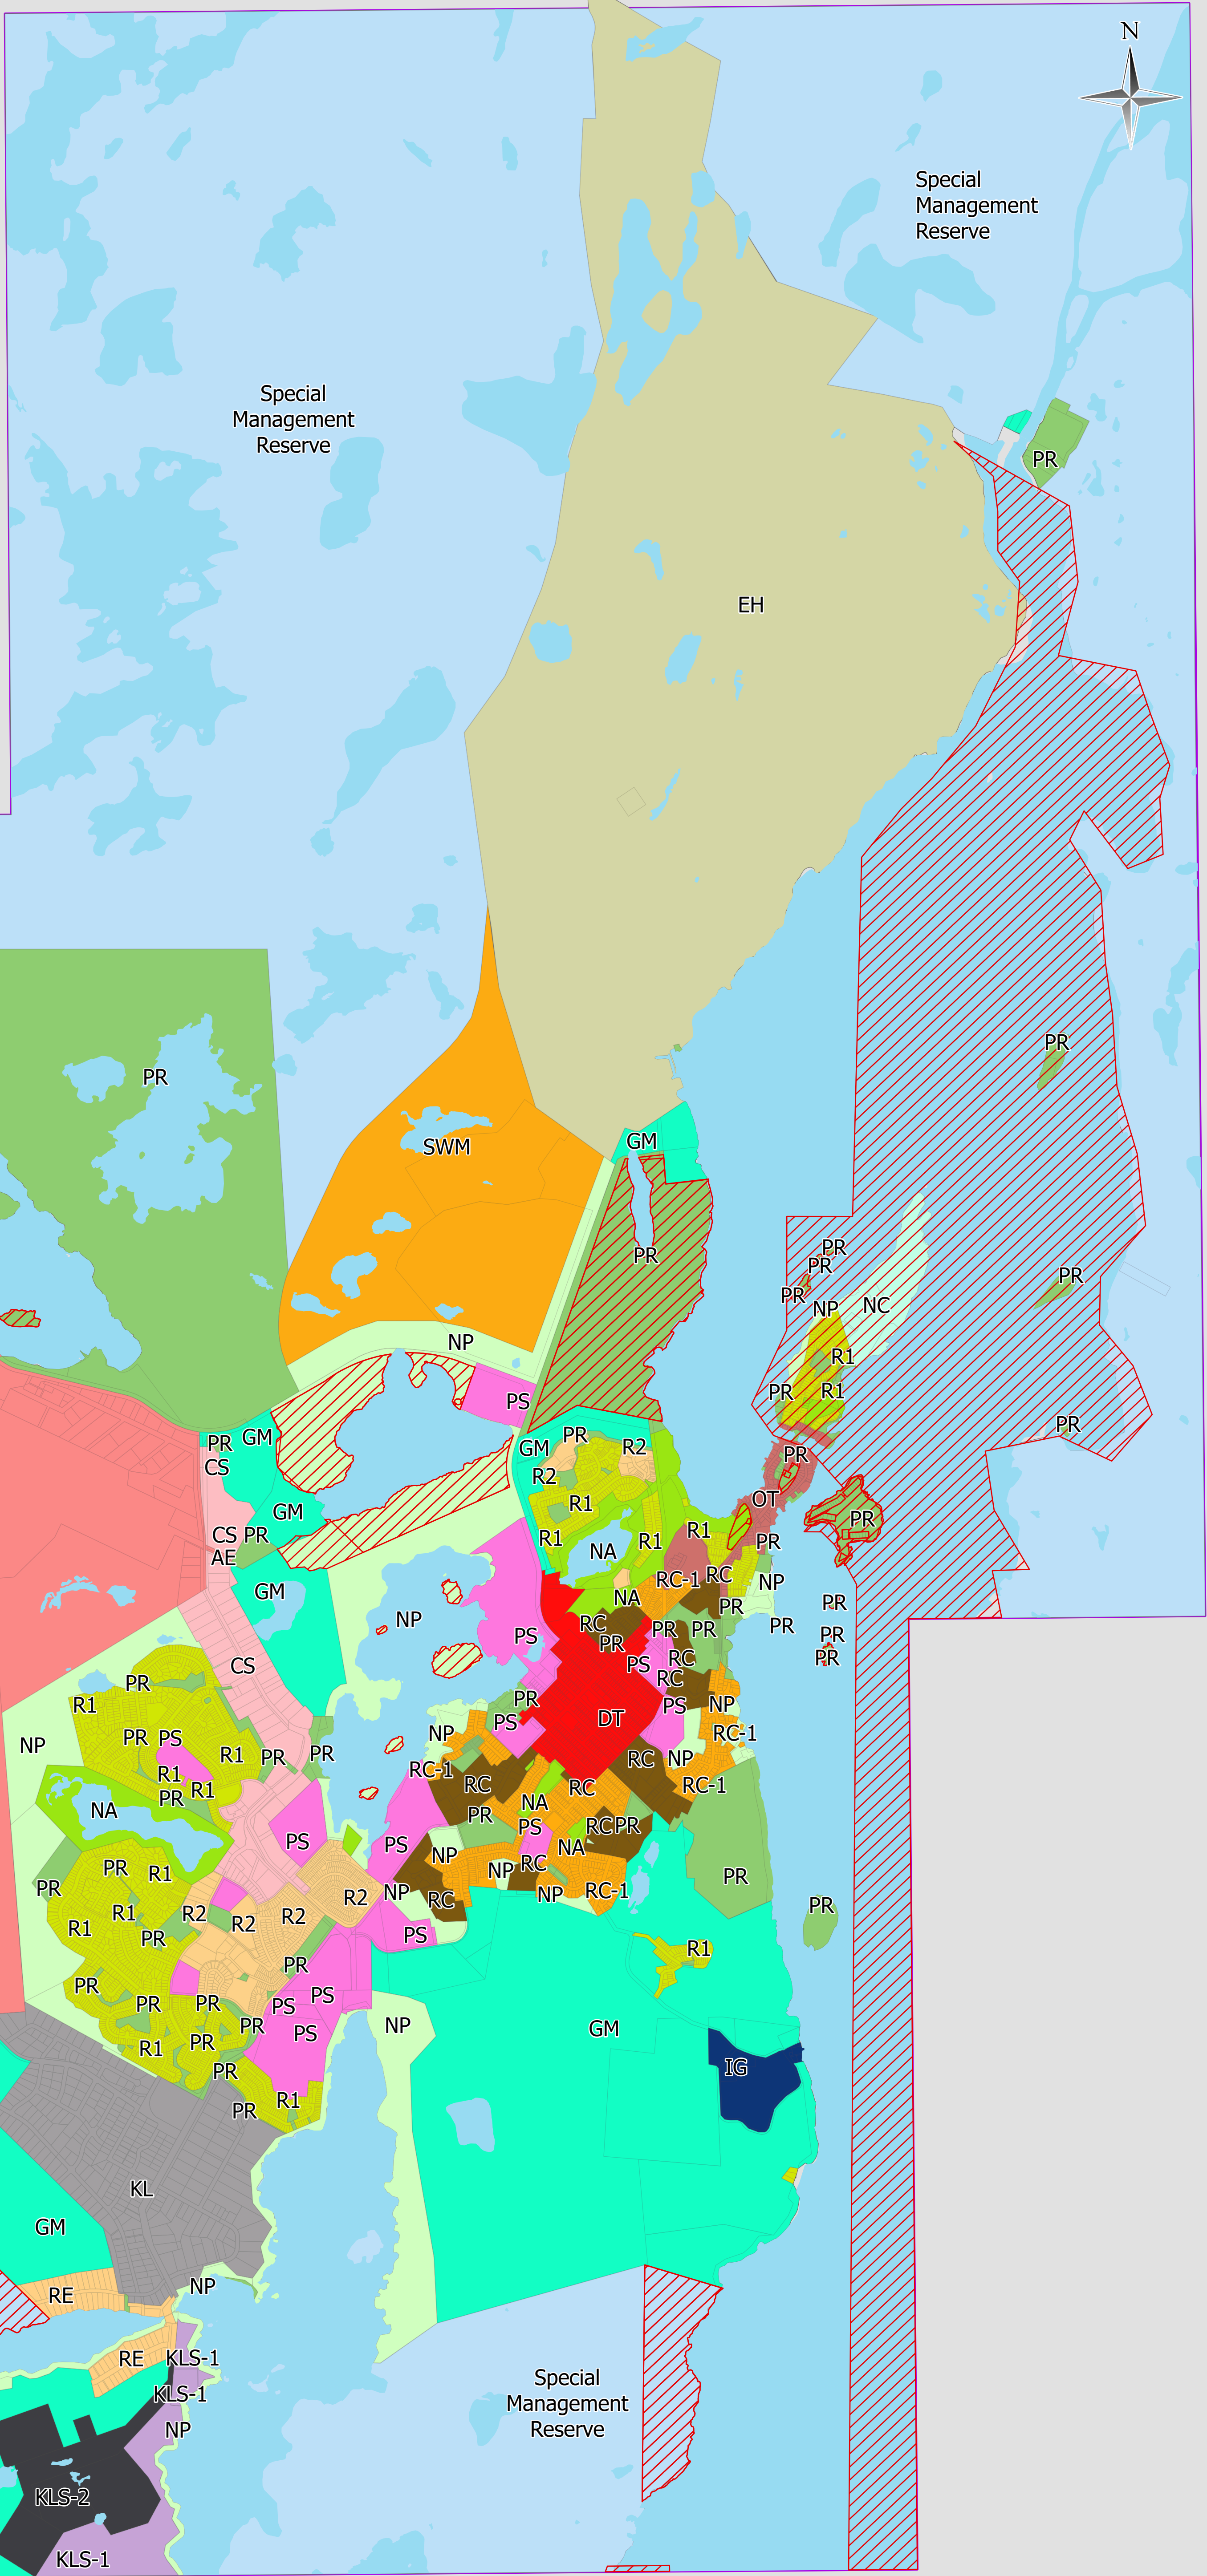 N
Special
Management
Reserve
Special
Management
Reserve
PR
EH
PR
PR
SWM
GM
PR
PR
PR
PR
PR
NC
NP
NP
R1
PR
R1
PS
PR
GM
PR
GM
PR
R2
PR
CS
R2
R1
OT
GM
PR
CS
PR
R1
NA
R1
R1
PR
AE
GM
RC-1
RC
NP
NA
PR
PR
NP
RC
PR
PR
PR
PS
PR
PR
CS
PS
RC
PR
RC
PR
R1
PR
PS
NP
PS
DT
PR
PS
NP
RC-1
NP
R1
PR
PR
RC
NP
RC-1
R1
R1
PR
RC
RC
RC-1
NA
PR
NA
PS
RC
PR
PS
PS
NA
NP
RC
PR
R1
NP
PR
PR
NP
RC
NP
RC-1
R1
R2
R2
R2
R2
PR
R1
PR
PS
R1
PR
PR
PS
PS
PR
PR
PR
PS
NP
GM
R1
PR
IG
PR
R1
PR
KL
GM
NP
RE
RE
KLS-1
Special
Management
Reserve
KLS-1
NP
KLS-2
KLS-1